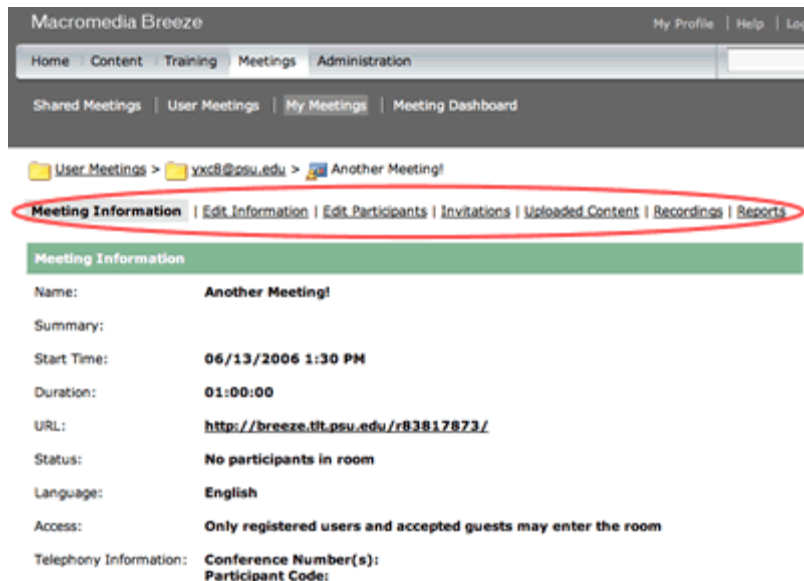 Macromedia Breeze
My Profile | Help | Log
Home Content Training Meetings Administration
Shared Meetings | User Meetings | My Meetings | Meeting Dashboard
User Meetings > yxc8@psu.edu > Another Meeting!
Meeting Information | Edit Information | Edit Participants | Invitations | Uploaded Content | Recordings | Reports
Meeting Information
Name: Another Meeting!
Summary:
Start Time: 06/13/2006 1:30 PM
Duration: 01:00:00
URL: http://breeze.tlt.psu.edu/r83817873/
Status: No participants in room
Language: English
Access: Only registered users and accepted guests may enter the room
Telephony Information: Conference Number(s):
Participant Code: